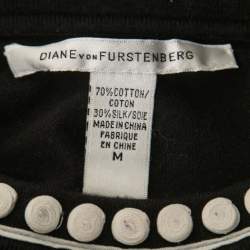 DIANE VON FURSTENBERG
70% COTTON/
COTON
30% SILK/SOIE
MADE IN CHINA
FABRIQUE
EN CHINE
M